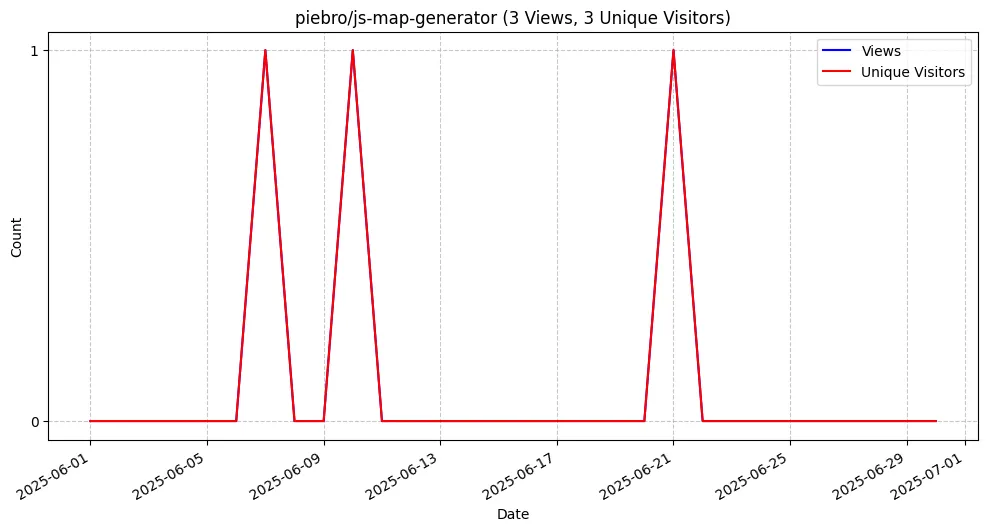 piebro/js-map-generator (3 Views, 3 Unique Visitors)
Views
Unique Visitors
Count
1
0
2025-06-01
2025-06-05
2025-06-09
2025-06-13
2025-06-17
2025-06-21
2025-06-25
2025-06-29
2025-07-01
Date